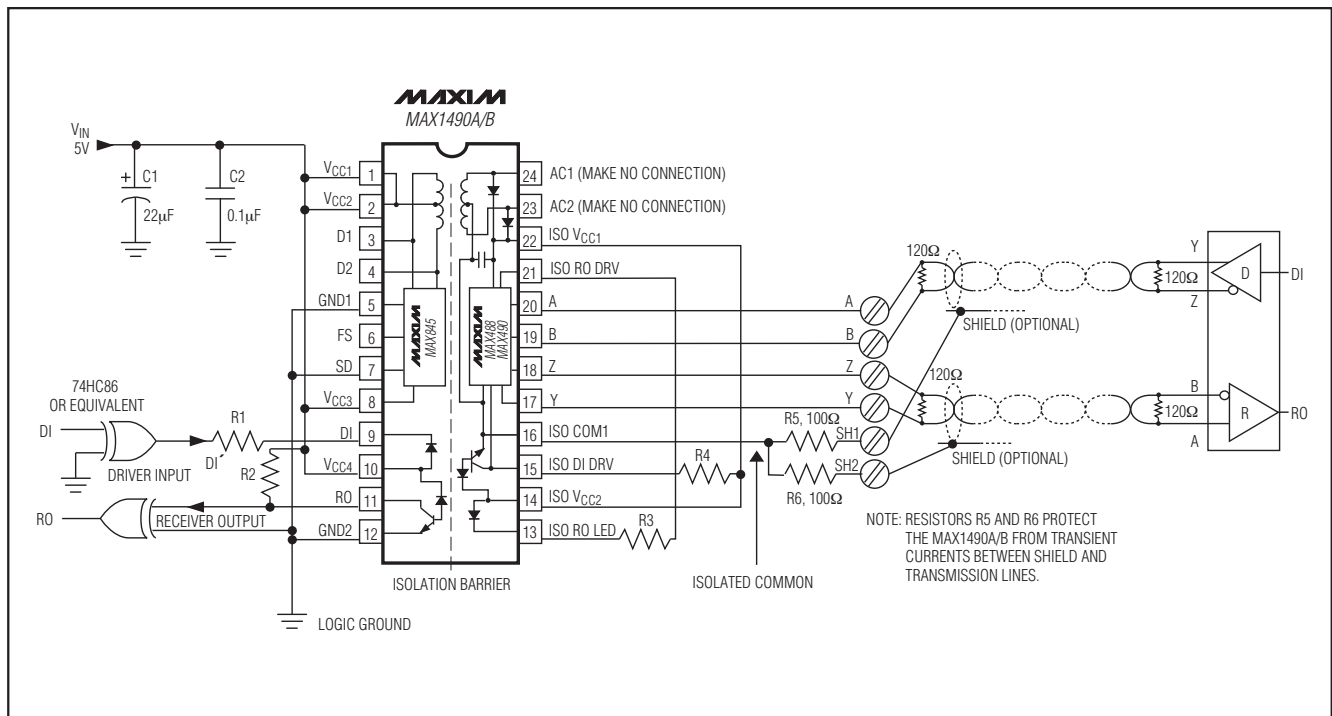 MAXIM
MAX1490A/B
VIN
5V
+ C1
22µF
C2
0.1µF
VCC1
VCC2
D1
D2
GND1
FS
SD
VCC3
DI
VCC4
RO
GND2
1
2
3
4
5
6
7
8
9
10
11
12
MAXIM
MAX845
MAXIM
MAX488
MAX490
24
23
22
21
20
19
18
17
16
15
14
13
AC1 (MAKE NO CONNECTION)
AC2 (MAKE NO CONNECTION)
ISO VCC1
ISO RO DRV
A
B
Z
Y
ISO COM1
ISO DI DRV
ISO VCC2
ISO RO LED
74HC86
OR EQUIVALENT
DI
R1
DRIVER INPUT
DI´
R2
RO
RECEIVER OUTPUT
ISOLATION BARRIER
LOGIC GROUND
R4
R3
ISOLATED COMMON
A
B
Z
Y
R5, 100Ω
SH1
R6, 100Ω
SH2
120Ω
SHIELD (OPTIONAL)
120Ω
Y
Z
D
DI
120Ω
SHIELD (OPTIONAL)
120Ω
B
A
R
RO
NOTE: RESISTORS R5 AND R6 PROTECT
THE MAX1490A/B FROM TRANSIENT
CURRENTS BETWEEN SHIELD AND
TRANSMISSION LINES.